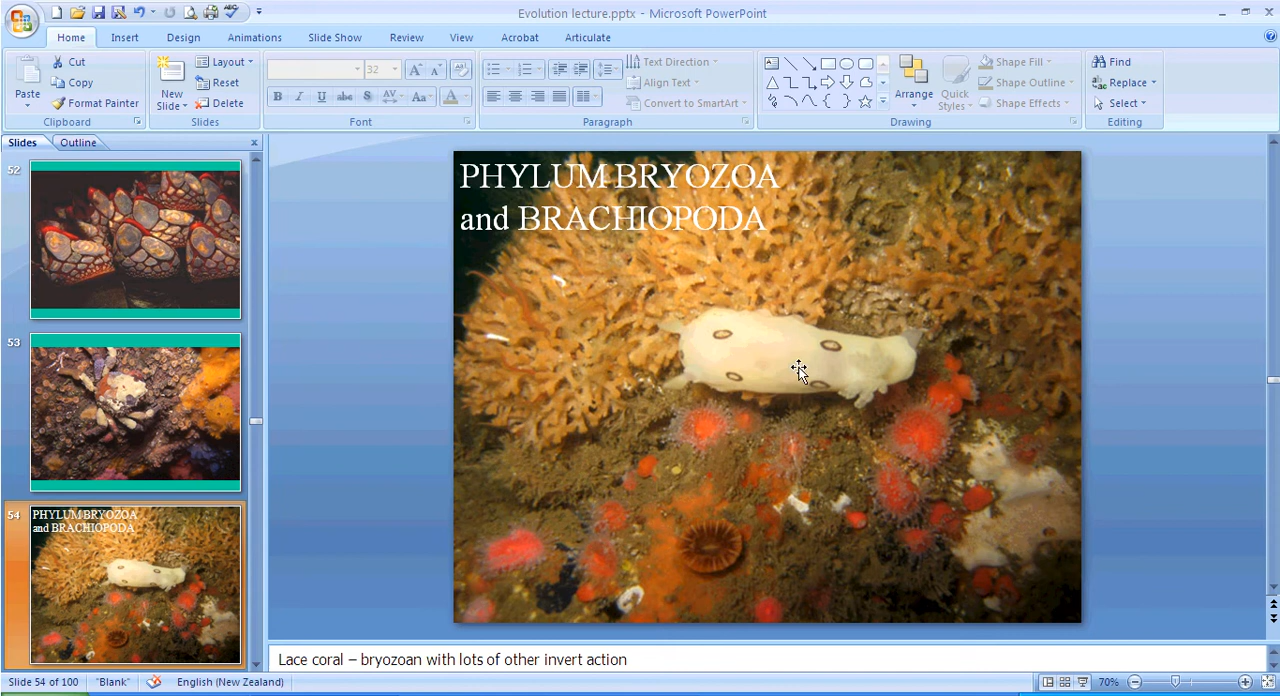 Evolution lecture.pptx - Microsoft PowerPoint
Home Insert Design Animations Slide Show Review View Acrobat Articulate
Paste
Cut
Copy
Format Painter
Clipboard
New
Slide
Layout
Reset
Delete
Slides
32
B I U abc S AV Aa A
Font
Text Direction
Align Text
Convert to SmartArt
Paragraph
Arrange
Quick
Styles
Shape Fill
Shape Outline
Shape Effects
Drawing
Find
Replace
Select
Editing
Slides Outline
52
53
54
PHYLUM BRYOZOA
and BRACHIOPODA
PHYLUM BRYOZOA
and BRACHIOPODA
Lace coral – bryozoan with lots of other invert action
Slide 54 of 100 "Blank" English (New Zealand) 70%